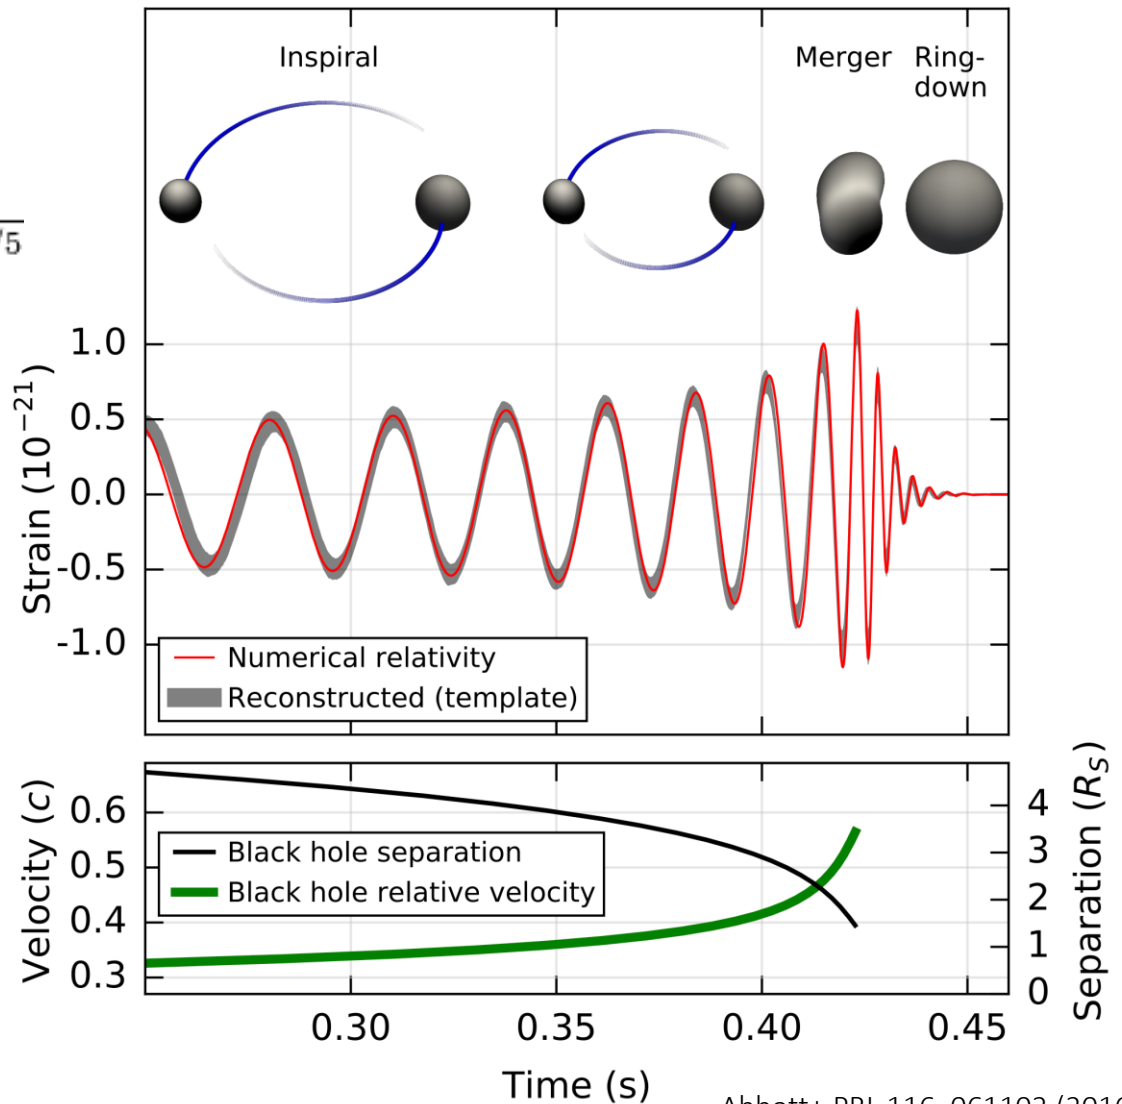 Inspiral
Merger
Ring-
down
√5
Strain (10⁻²¹)
1.0
0.5
0.0
-0.5
-1.0
Numerical relativity
Reconstructed (template)
Velocity (c)
0.6
0.5
0.4
0.3
Black hole separation
Black hole relative velocity
4
3
2
1
0
Separation (R_S)
0.30 0.35 0.40 0.45
Time (s)